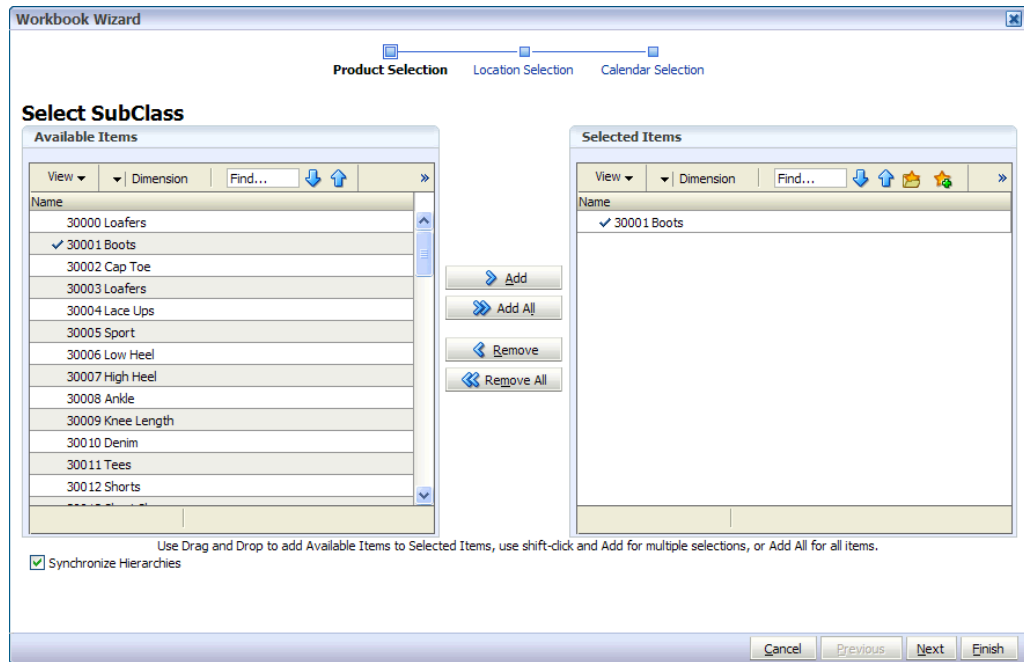 Workbook Wizard
Product Selection
Location Selection
Calendar Selection
Select SubClass
Available Items
View
Dimension
Find...
»
Name
30000 Loafers
30001 Boots
30002 Cap Toe
30003 Loafers
30004 Lace Ups
30005 Sport
30006 Low Heel
30007 High Heel
30008 Ankle
30009 Knee Length
30010 Denim
30011 Tees
30012 Shorts
Add
Add All
Remove
Remove All
Selected Items
View
Dimension
Find...
»
Name
30001 Boots
Use Drag and Drop to add Available Items to Selected Items, use shift-click and Add for multiple selections, or Add All for all items.
Synchronize Hierarchies
Cancel
Previous
Next
Finish